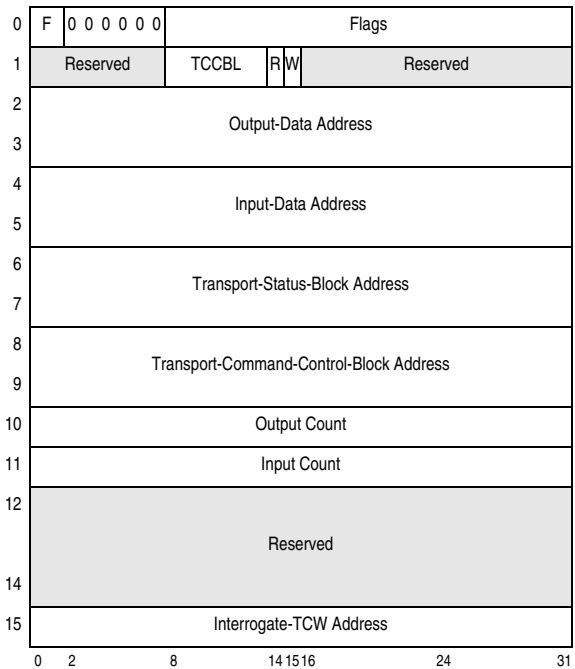 0 F 0 0 0 0 0 0 Flags
1 Reserved TCCBL R W Reserved
2
Output-Data Address
3
4
Input-Data Address
5
6
Transport-Status-Block Address
7
8
Transport-Command-Control-Block Address
9
10 Output Count
11 Input Count
12
Reserved
14
15 Interrogate-TCW Address
0 2 8 14 15 16 24 31